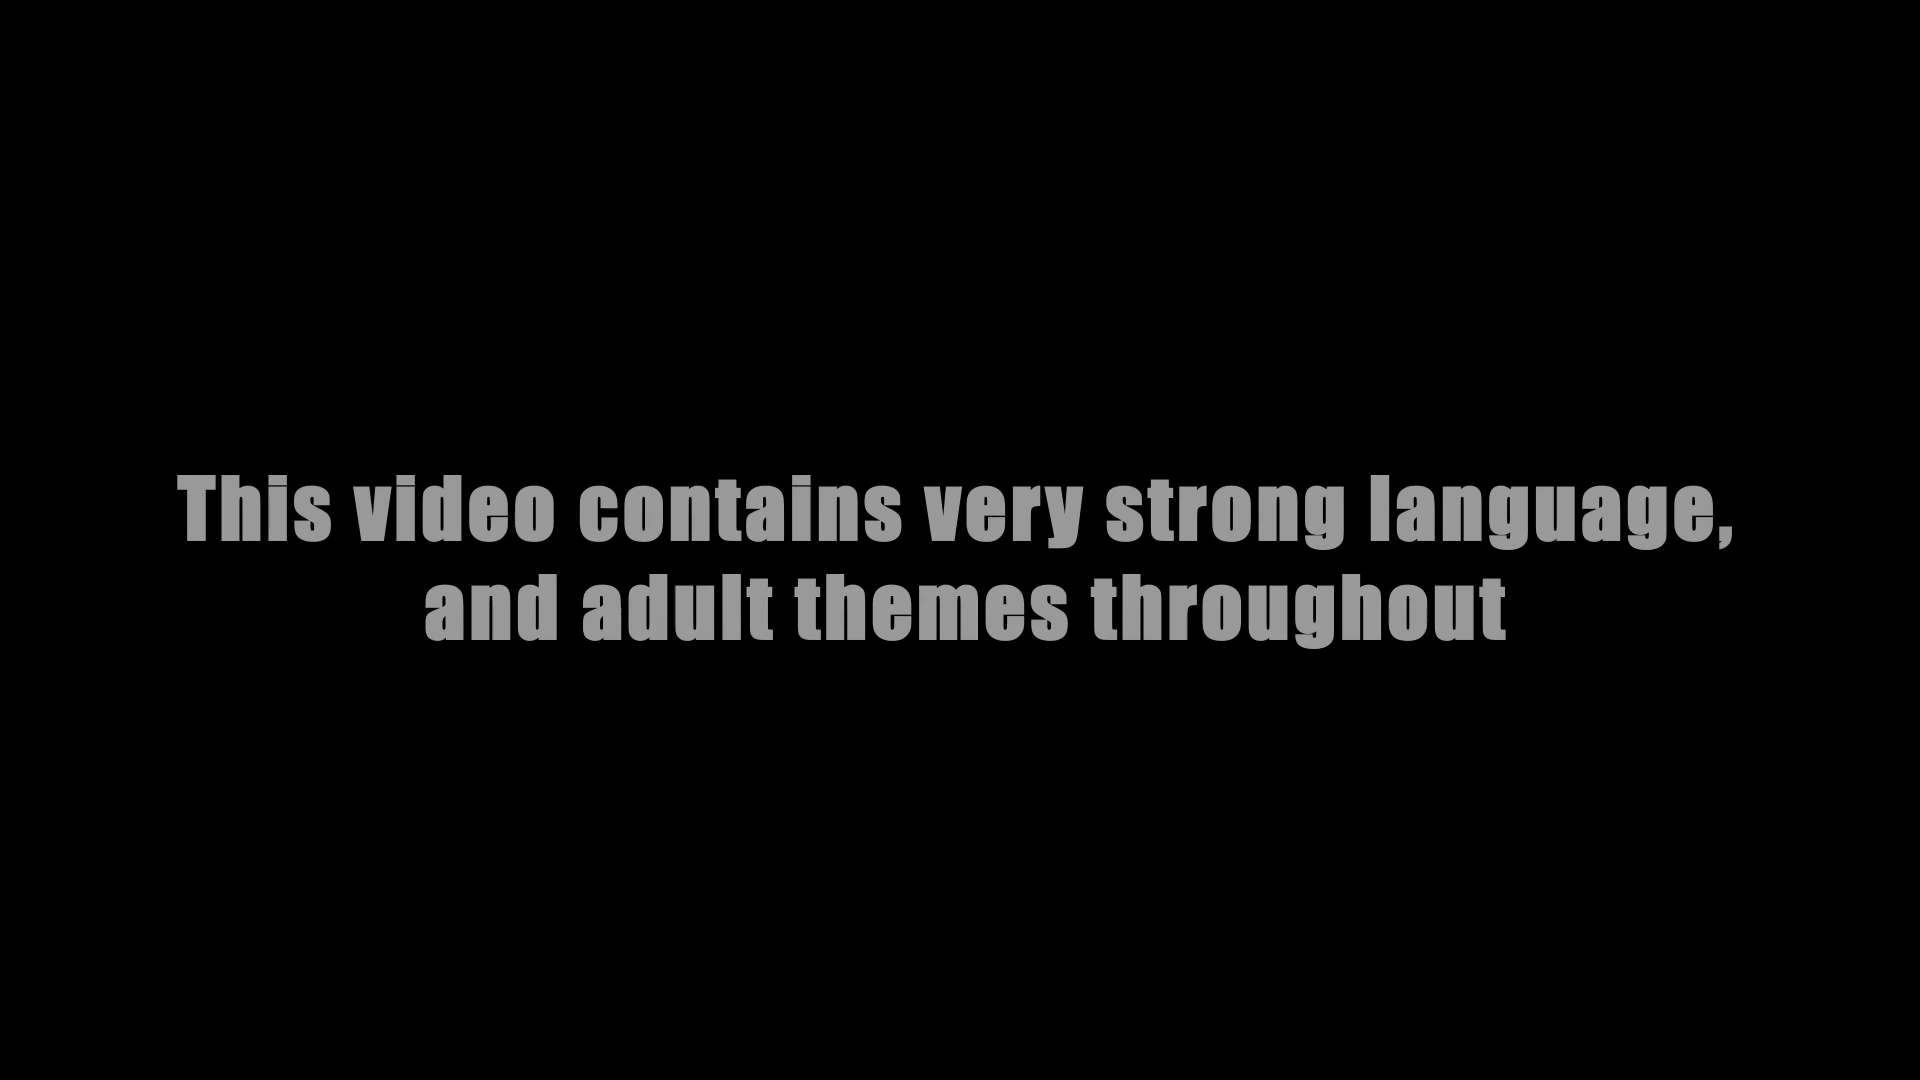 This video contains very strong language,
and adult themes throughout